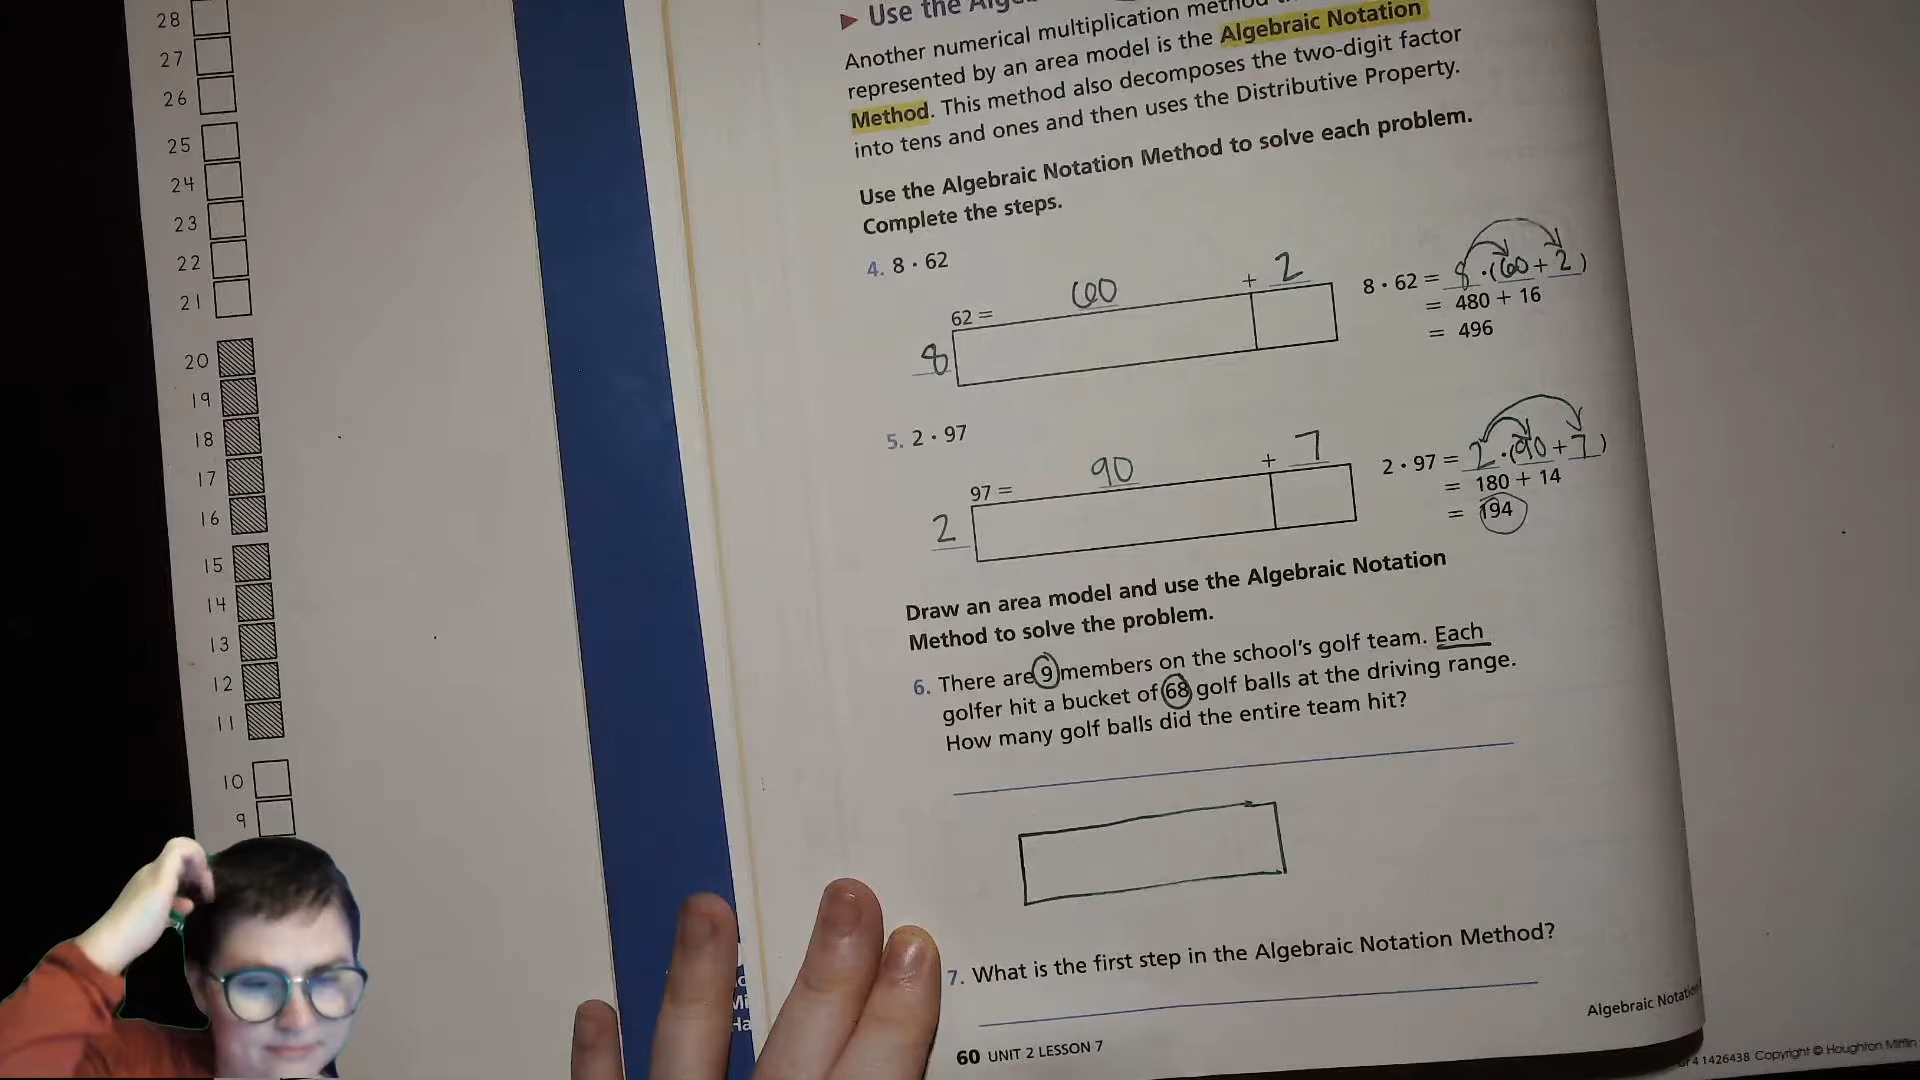 28
27
26
25
24
23
22
21
20
19
18
17
16
15
14
13
12
11
10
9
Use the
Another numerical multiplication
represented by an area model is the Algebraic Notation
Method. This method also decomposes the two-digit factor
into tens and ones and then uses the Distributive Property.
Use the Algebraic Notation Method to solve each problem.
Complete the steps.
4. 8 · 62
62 = 60 + 2
8
8 · 62 = 8 · (60 + 2)
= 480 + 16
= 496
5. 2 · 97
97 = 90 + 7
2
2 · 97 = 2 · (90 + 7)
= 180 + 14
= 194
Draw an area model and use the Algebraic Notation
Method to solve the problem.
6. There are 9 members on the school's golf team. Each
golfer hit a bucket of 68 golf balls at the driving range.
How many golf balls did the entire team hit?
7. What is the first step in the Algebraic Notation Method?
60 UNIT 2 LESSON 7
Algebraic
4 1426438 Copyright © Houghton Mifflin